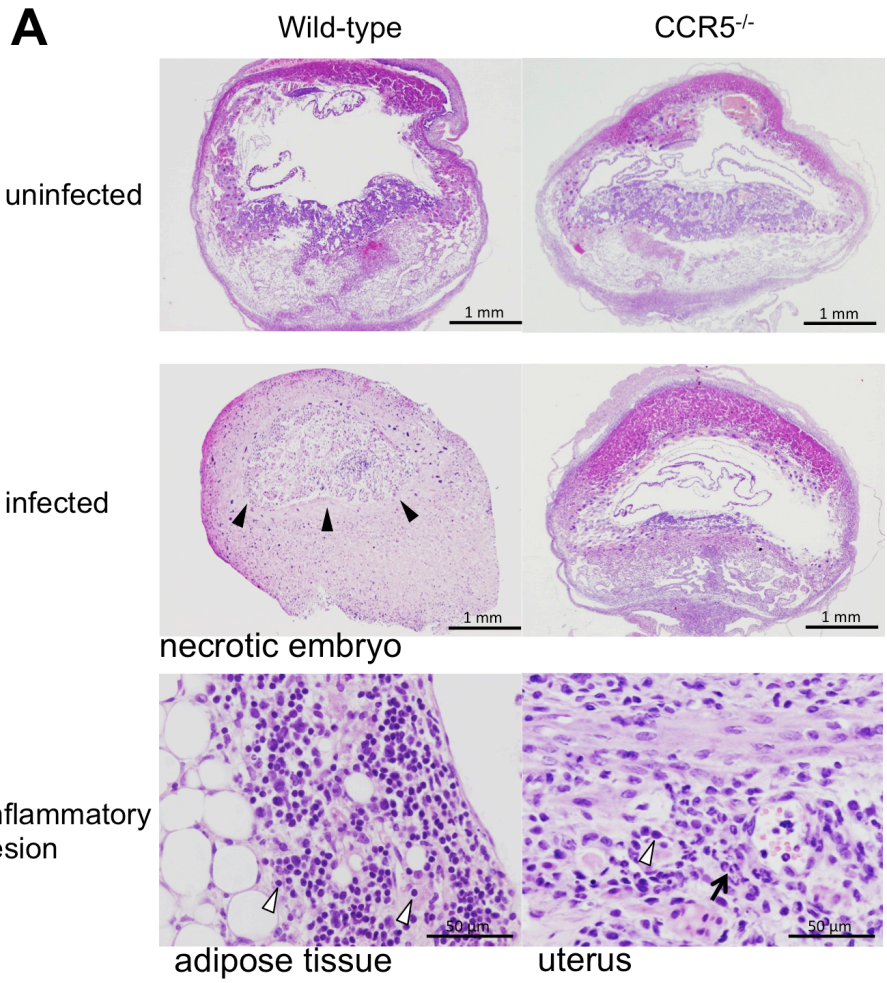 A
Wild-type CCR5-/-
uninfected
1 mm 1 mm
infected
1 mm 1 mm
necrotic embryo
nflammatory
esion
50 µm 50 µm
adipose tissue uterus